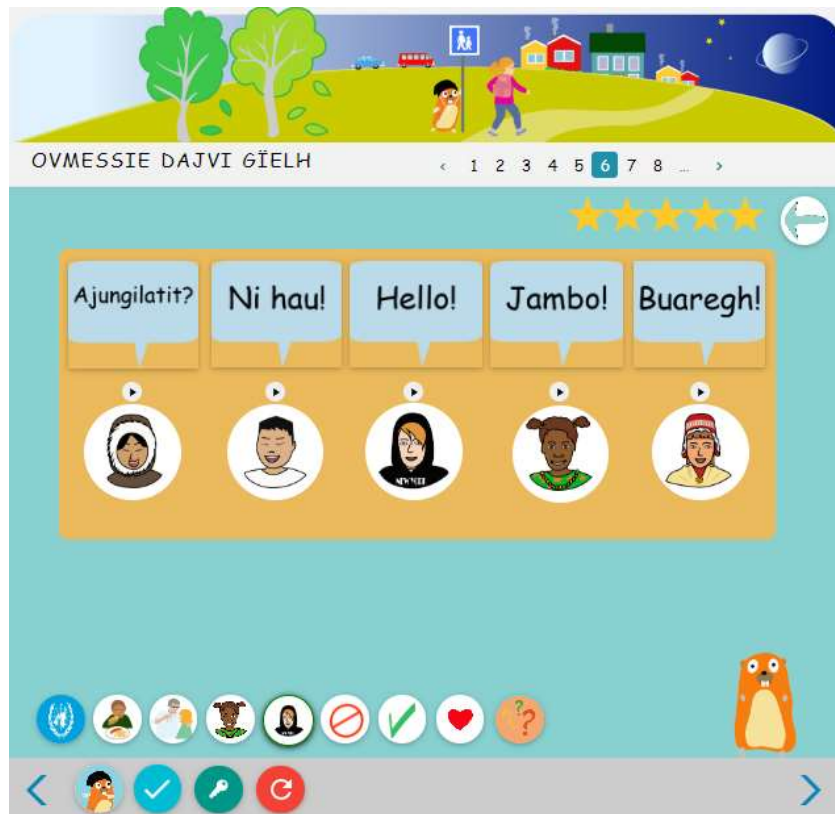 OVMESSIE DAJVI GÏELH
‹ 1 2 3 4 5 6 7 8 ... ›
Ajungilatit?
Ni hau!
Hello!
Jambo!
Buaregh!